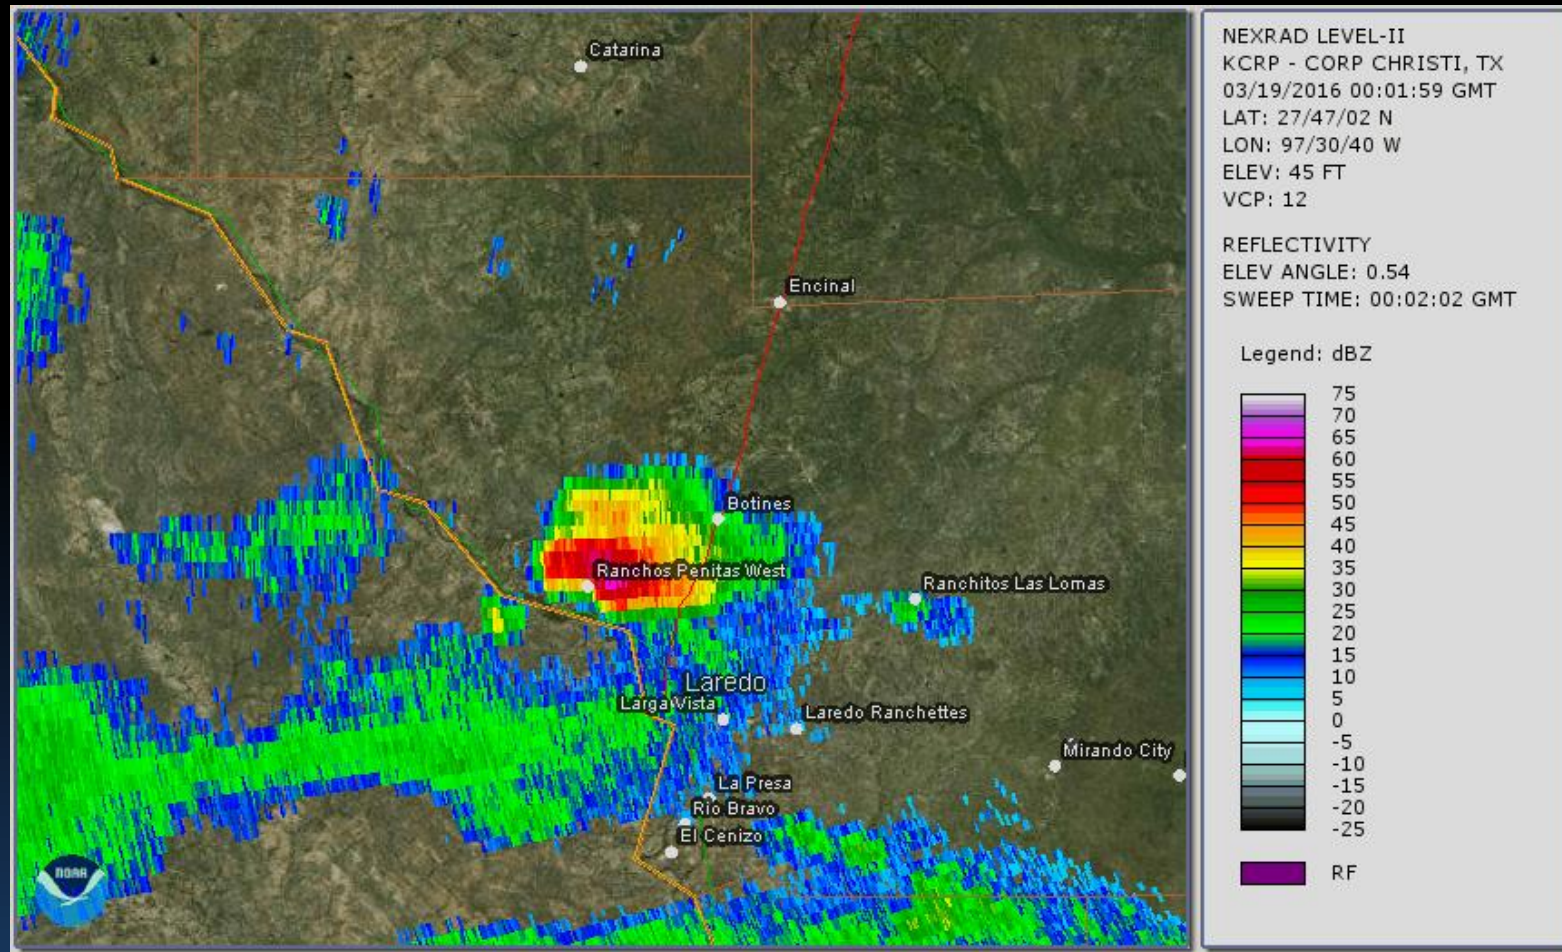 Catarina
Encinal
Botines
Ranchos Penitas West
Ranchitos Las Lomas
Laredo
Larga Vista
Laredo Ranchettes
Mirando City
La Presa
Rio Bravo
El Cenizo
NOAA
NEXRAD LEVEL-II
KCRP - CORP CHRISTI, TX
03/19/2016 00:01:59 GMT
LAT: 27/47/02 N
LON: 97/30/40 W
ELEV: 45 FT
VCP: 12
REFLECTIVITY
ELEV ANGLE: 0.54
SWEEP TIME: 00:02:02 GMT
Legend: dBZ
75
70
65
60
55
50
45
40
35
30
25
20
15
10
5
0
-5
-10
-15
-20
-25
RF